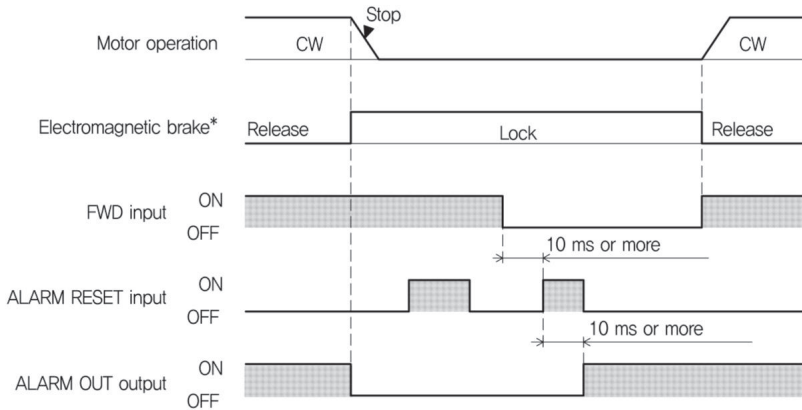 Stop
Motor operation CW CW
Electromagnetic brake* Release Lock Release
FWD input ON
OFF
10 ms or more
ALARM RESET input ON
OFF
10 ms or more
ALARM OUT output ON
OFF